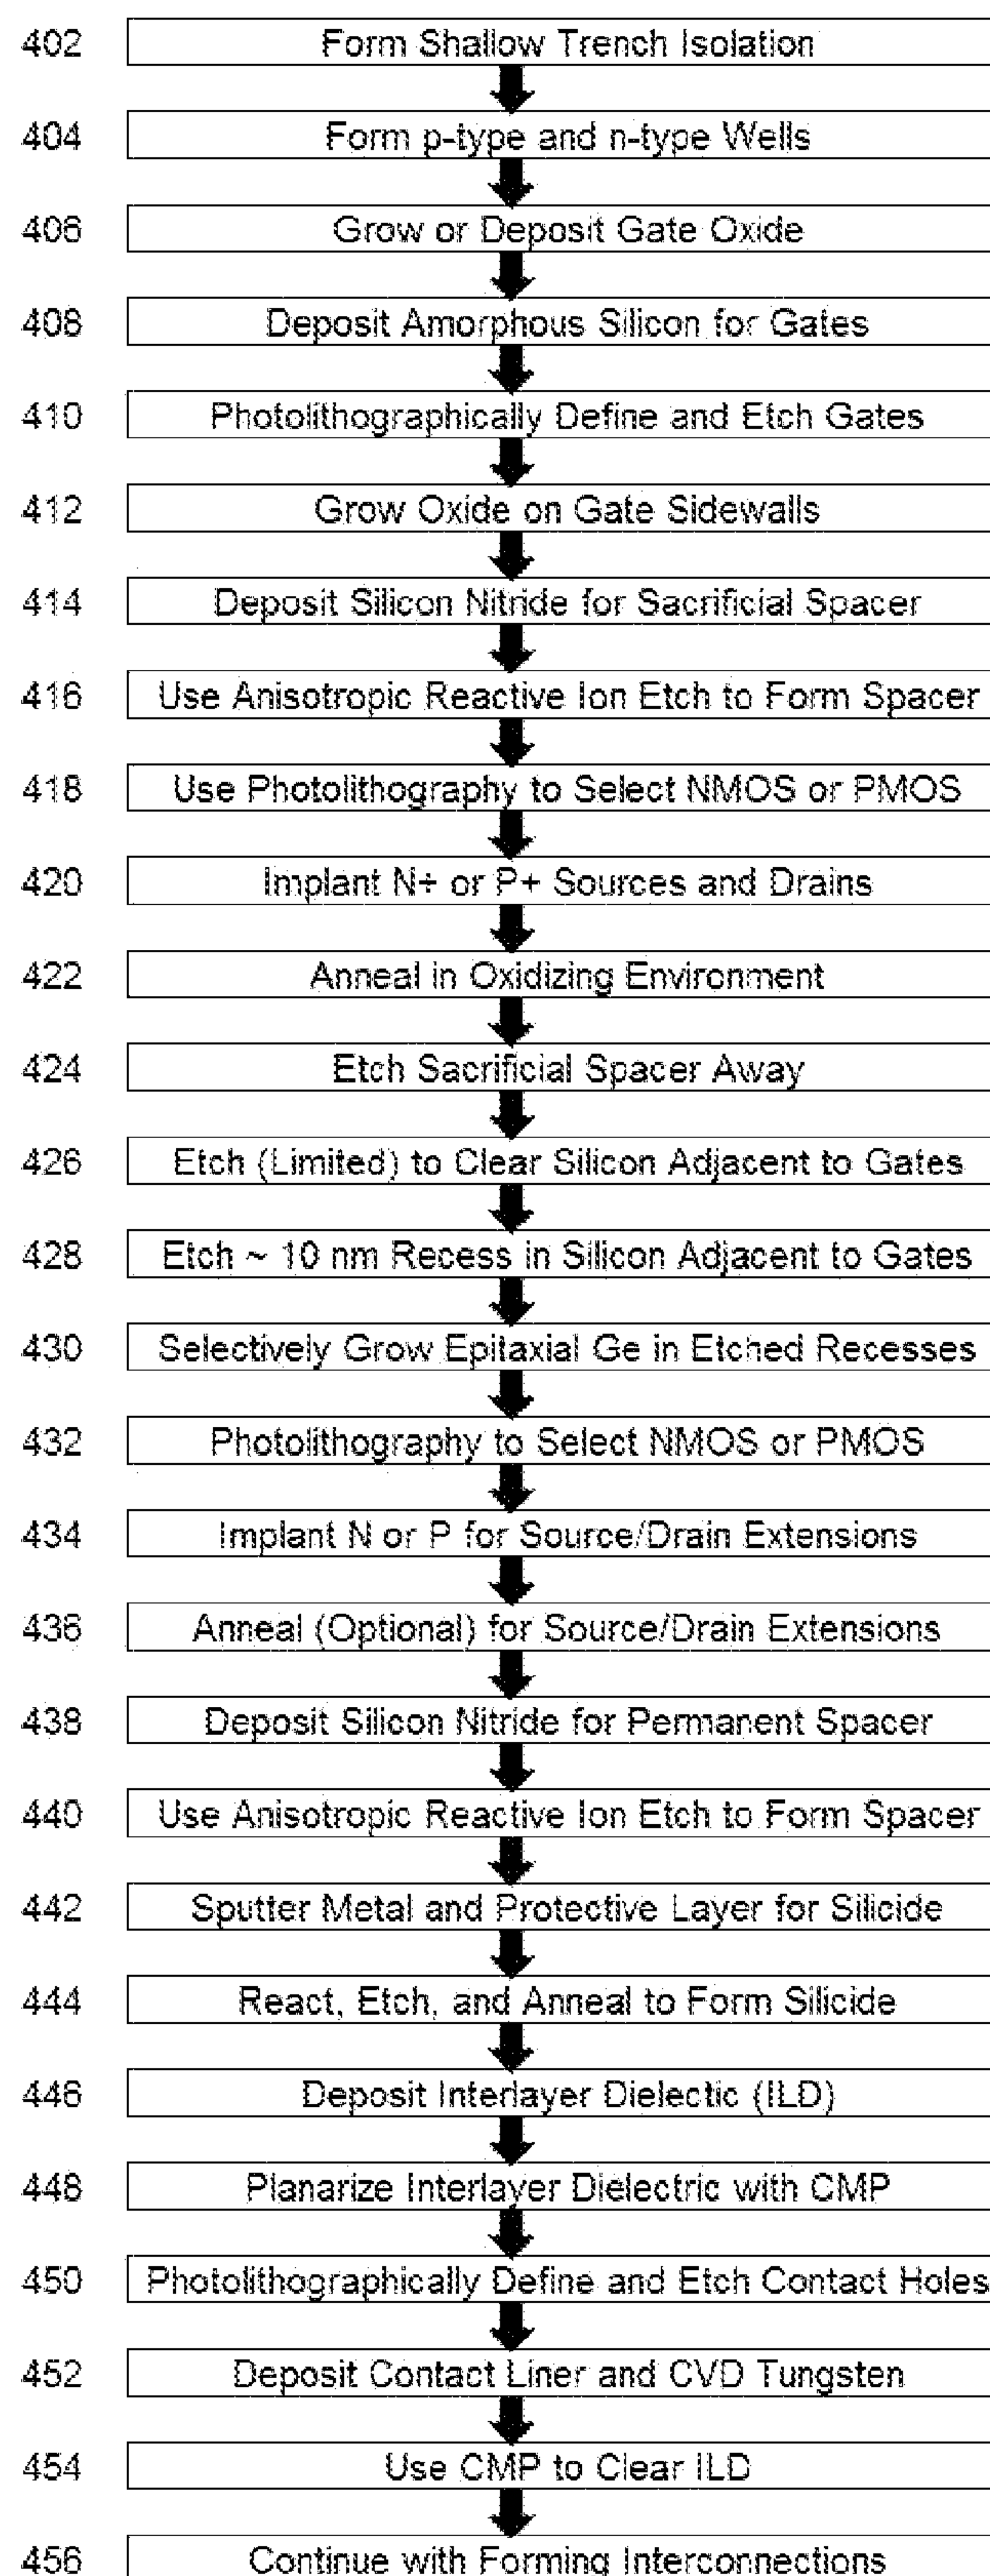 402 Form Shallow Trench Isolation
404 Form p-type and n-type Wells
406 Grow or Deposit Gate Oxide
408 Deposit Amorphous Silicon for Gates
410 Photolithographically Define and Etch Gates
412 Grow Oxide on Gate Sidewalls
414 Deposit Silicon Nitride for Sacrificial Spacer
416 Use Anisotropic Reactive Ion Etch to Form Spacer
418 Use Photolithography to Select NMOS or PMOS
420 Implant N+ or P+ Sources and Drains
422 Anneal in Oxidizing Environment
424 Etch Sacrificial Spacer Away
426 Etch (Limited) to Clear Silicon Adjacent to Gates
428 Etch ~ 10 nm Recess in Silicon Adjacent to Gates
430 Selectively Grow Epitaxial Ge in Etched Recesses
432 Photolithography to Select NMOS or PMOS
434 Implant N or P for Source/Drain Extensions
436 Anneal (Optional) for Source/Drain Extensions
438 Deposit Silicon Nitride for Permanent Spacer
440 Use Anisotropic Reactive Ion Etch to Form Spacer
442 Sputter Metal and Protective Layer for Silicide
444 React, Etch, and Anneal to Form Silicide
446 Deposit Interlayer Dielectic (ILD)
448 Planarize Interlayer Dielectric with CMP
450 Photolithographically Define and Etch Contact Holes
452 Deposit Contact Liner and CVD Tungsten
454 Use CMP to Clear ILD
456 Continue with Forming Interconnections